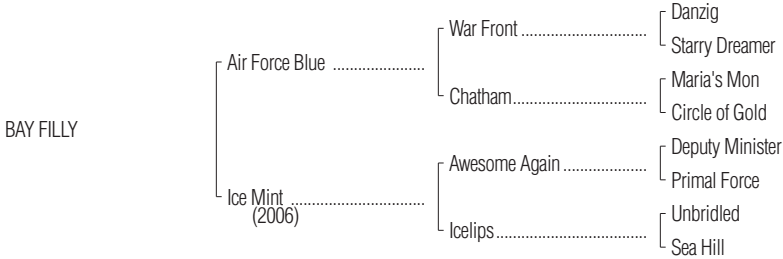 Danzig
War Front ..............................
Starry Dreamer
Air Force Blue ......................
Maria's Mon
Chatham................................
Circle of Gold
BAY FILLY
Deputy Minister
Awesome Again ....................
Primal Force
Ice Mint ................................
(2006)
Unbridled
Icelips....................................
Sea Hill